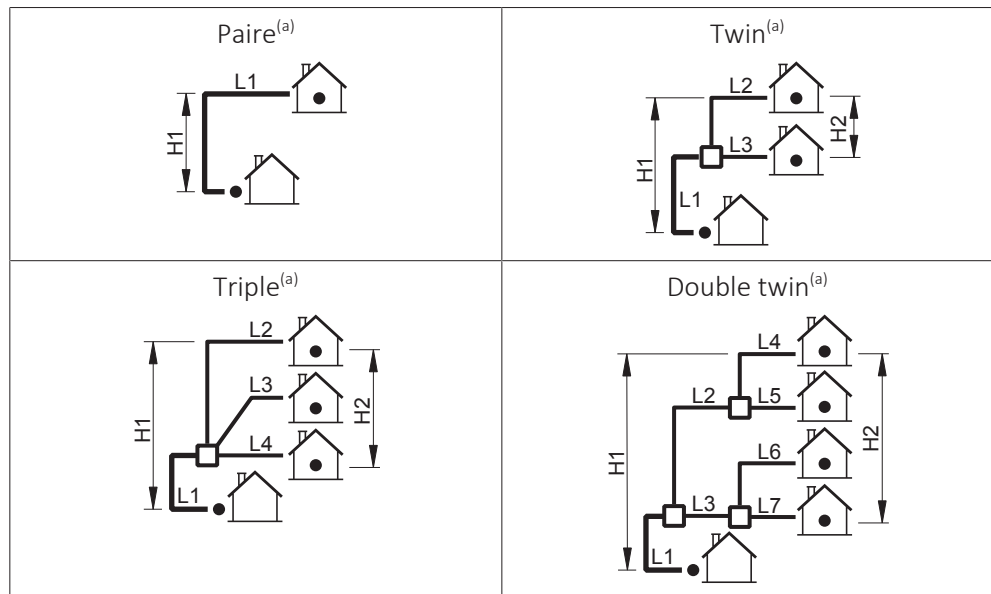 Paire(a)
L1
H1
Twin(a)
L2
L3
H2
H1
L1
Triple(a)
L2
L3
L4
H1
H2
L1
Double twin(a)
L4
L2
L5
H1
H2
L6
L3
L7
L1